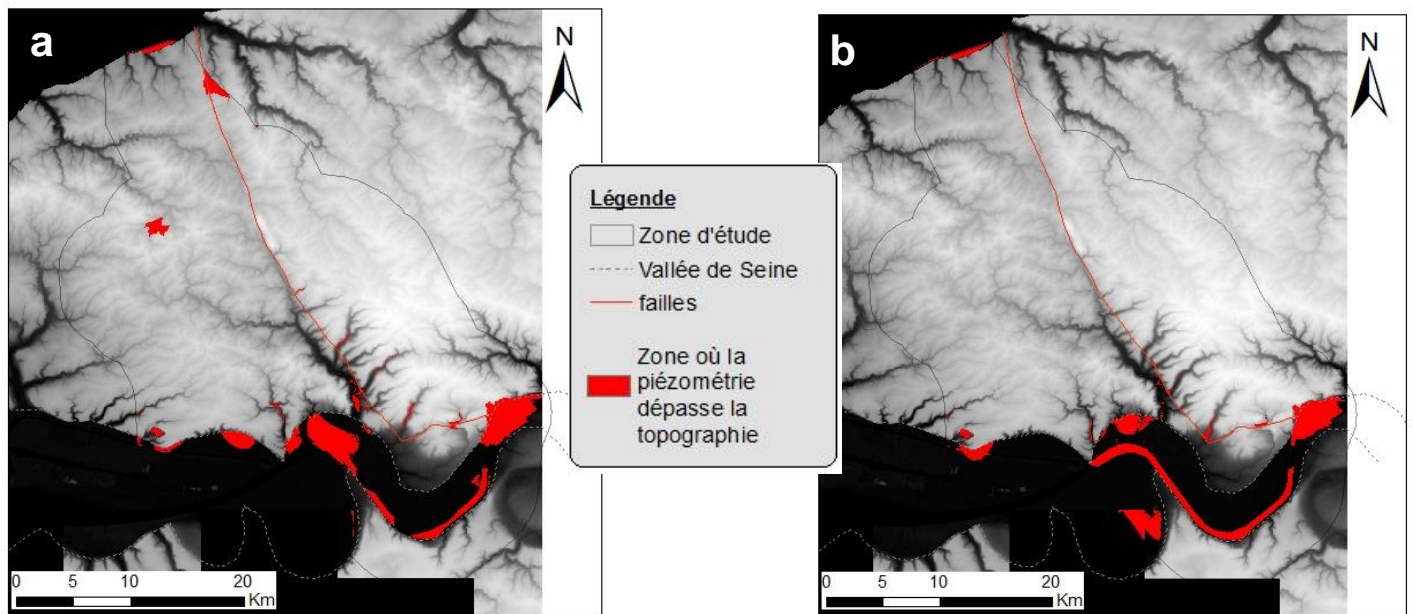 a
N
b
N
Légende
Zone d'étude
Vallée de Seine
failles
Zone où la
piézométrie
dépasse la
topographie
0 5 10 20
Km
0 5 10 20
Km